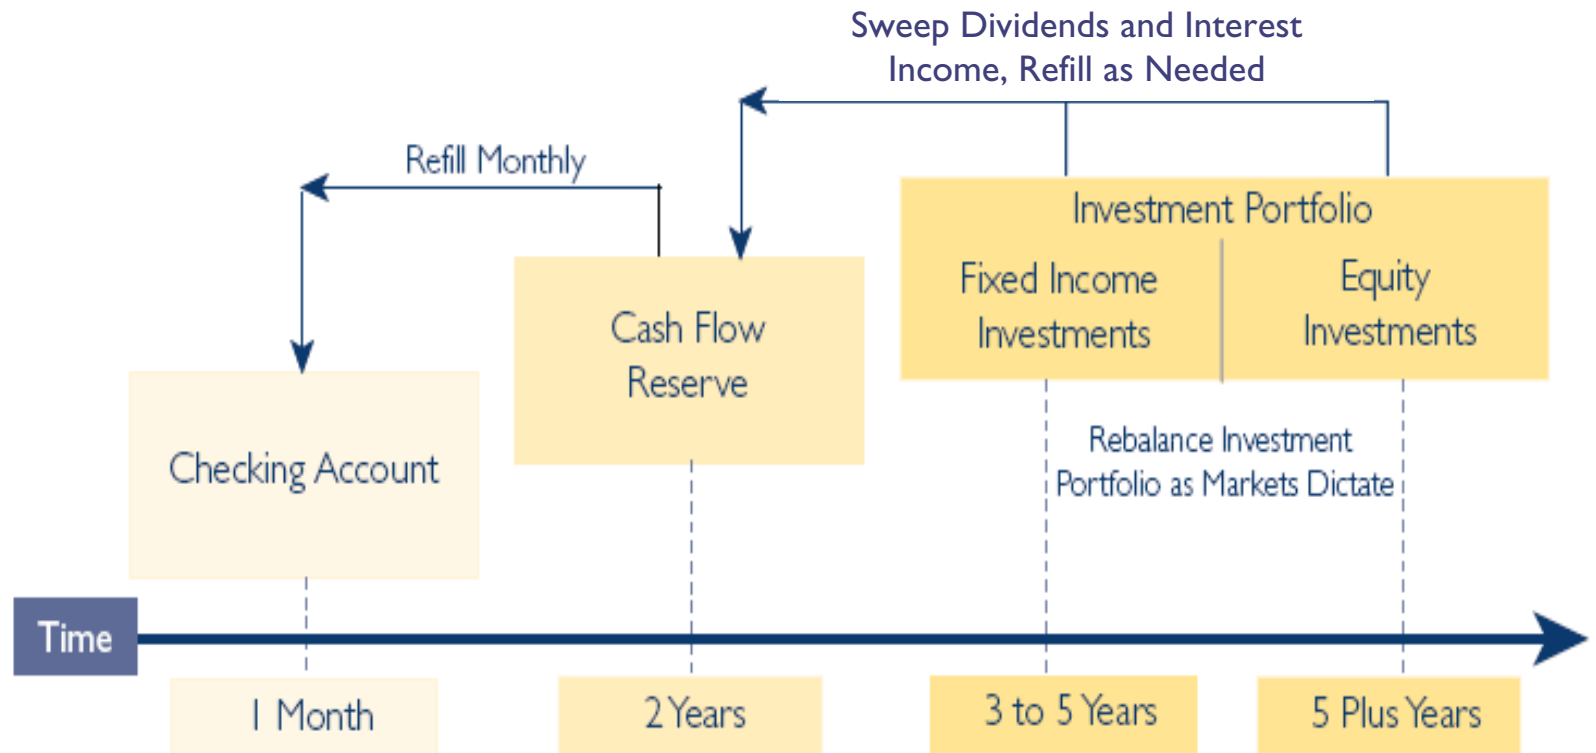 Sweep Dividends and Interest
Income, Refill as Needed
Refill Monthly
Investment Portfolio
Fixed Income
Investments
Equity
Investments
Cash Flow
Reserve
Checking Account
Rebalance Investment
Portfolio as Markets Dictate
Time
1 Month
2 Years
3 to 5 Years
5 Plus Years